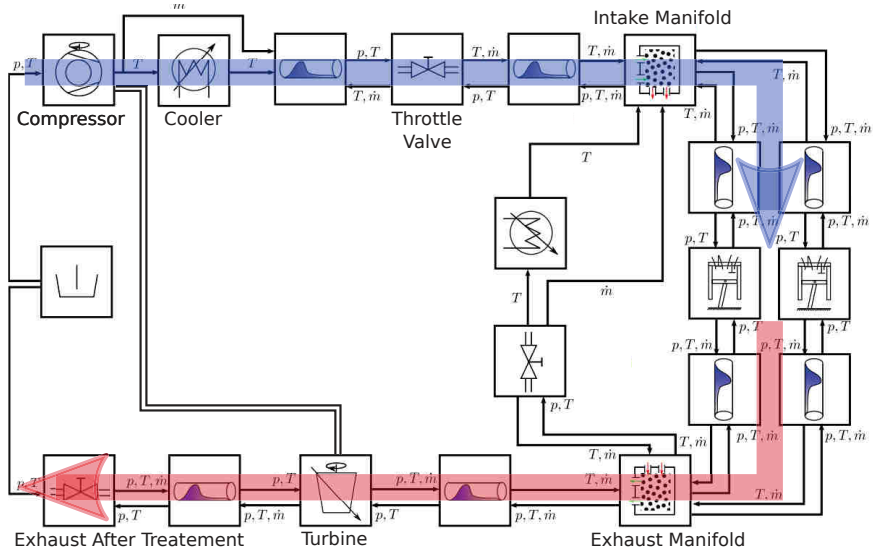 ṁ
Intake Manifold
p, T
T
T
p, T
T, ṁ
T, ṁ
T, ṁ
T, ṁ
p, T
p, T, ṁ
T, ṁ
Compressor
Cooler
Throttle
Valve
p, T, ṁ
p, T, ṁ
T
p, T, ṁ
p, T, ṁ
p, T
p, T
T
ṁ
p, T
p, T
p, T, ṁ
T, ṁ
p, T
T, ṁ
p, T, ṁ
p, T, ṁ
T, ṁ
p, T
p, T, ṁ
p, T
p, T, ṁ
T, ṁ
T, ṁ
p, T
p, T, ṁ
p, T
p, T, ṁ
Exhaust After Treatement
Turbine
Exhaust Manifold